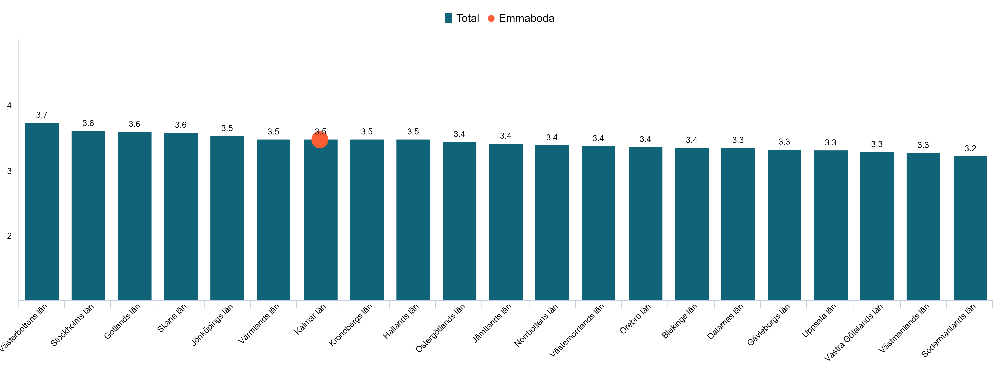 Total Emmaboda
4
3
2
3.7
3.6
3.6
3.6
3.5
3.5
3.5
3.5
3.5
3.4
3.4
3.4
3.4
3.4
3.4
3.3
3.3
3.3
3.3
3.3
3.2
Västerbottens län
Stockholms län
Gotlands län
Skåne län
Jönköpings län
Värmlands län
Kalmar län
Kronobergs län
Hallands län
Östergötlands län
Jämtlands län
Norrbottens län
Västernorrlands län
Örebro län
Blekinge län
Dalarnas län
Gävleborgs län
Uppsala län
Västra Götalands län
Västmanlands län
Södermanlands län